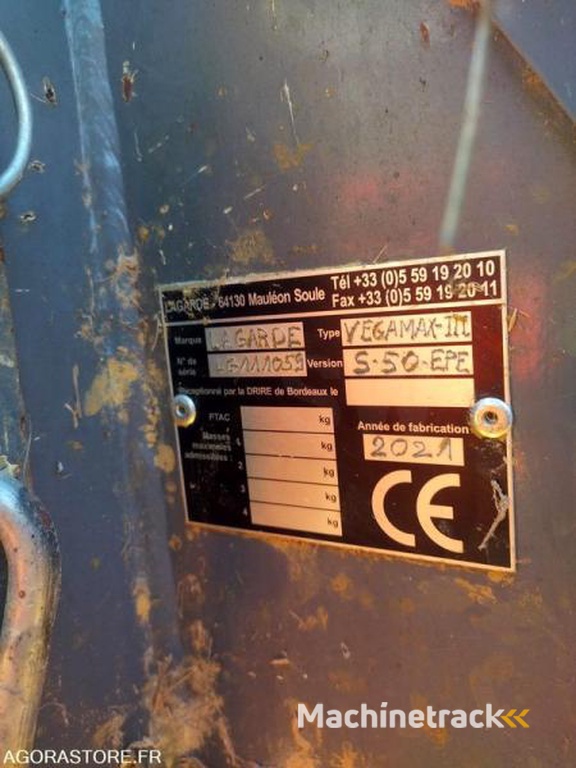 LAGARDE - 64130 Mauléon Soule Tél +33 (0)5 59 19 20 10
Fax +33 (0)5 59 19 20 11
Marque LAGARDE Type VEGAMAX-III
N° de série LG111059 Version S-50-EPE
Réceptionné par la DRIRE de Bordeaux le
PTAC kg
Masses maximales admissibles : 1 kg
2 kg
3 kg
4 kg
Année de fabrication
2021
CE
Machinetrack
AGORASTORE.FR